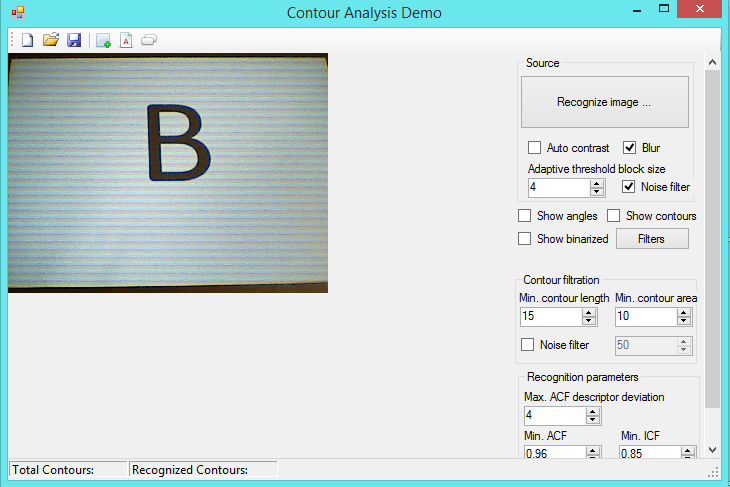 Contour Analysis Demo
B
Source
Recognize image ...
Auto contrast
Blur
Adaptive threshold block size
4
Noise filter
Show angles
Show contours
Show binarized
Filters
Contour filtration
Min. contour length
Min. contour area
15
10
Noise filter
50
Recognition parameters
Max. ACF descriptor deviation
4
Min. ACF
Min. ICF
0.96
0.85
Total Contours:
Recognized Contours: